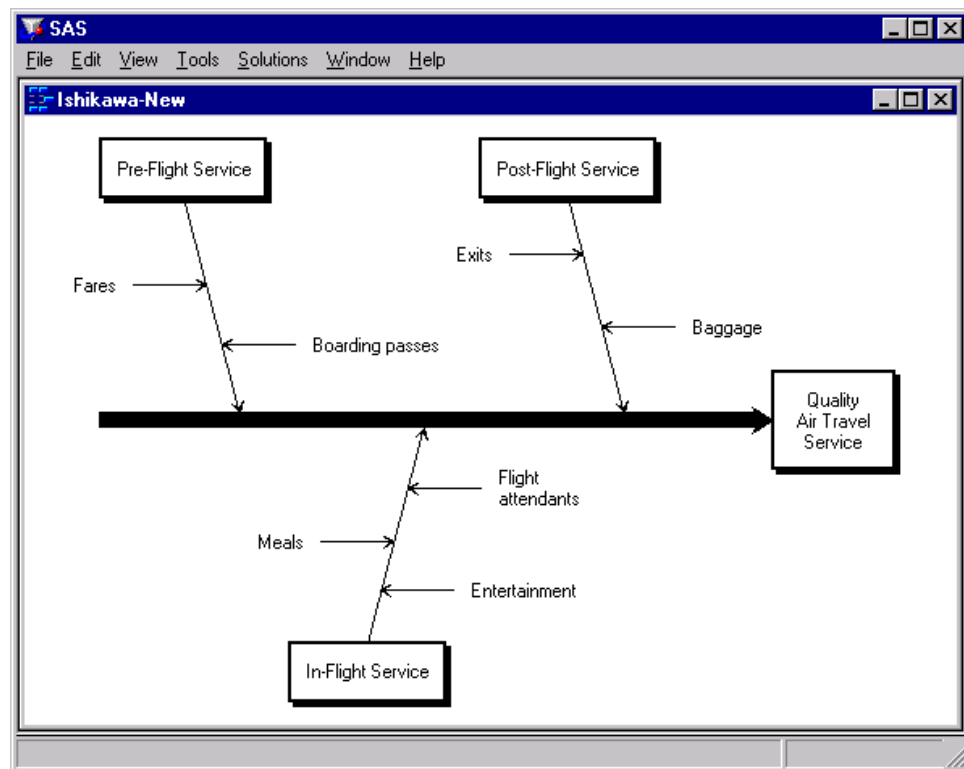 SAS
File Edit View Tools Solutions Window Help
Ishikawa-New
Pre-Flight Service
Post-Flight Service
Exits
Fares
Baggage
Boarding passes
Quality
Air Travel
Service
Flight
attendants
Meals
Entertainment
In-Flight Service